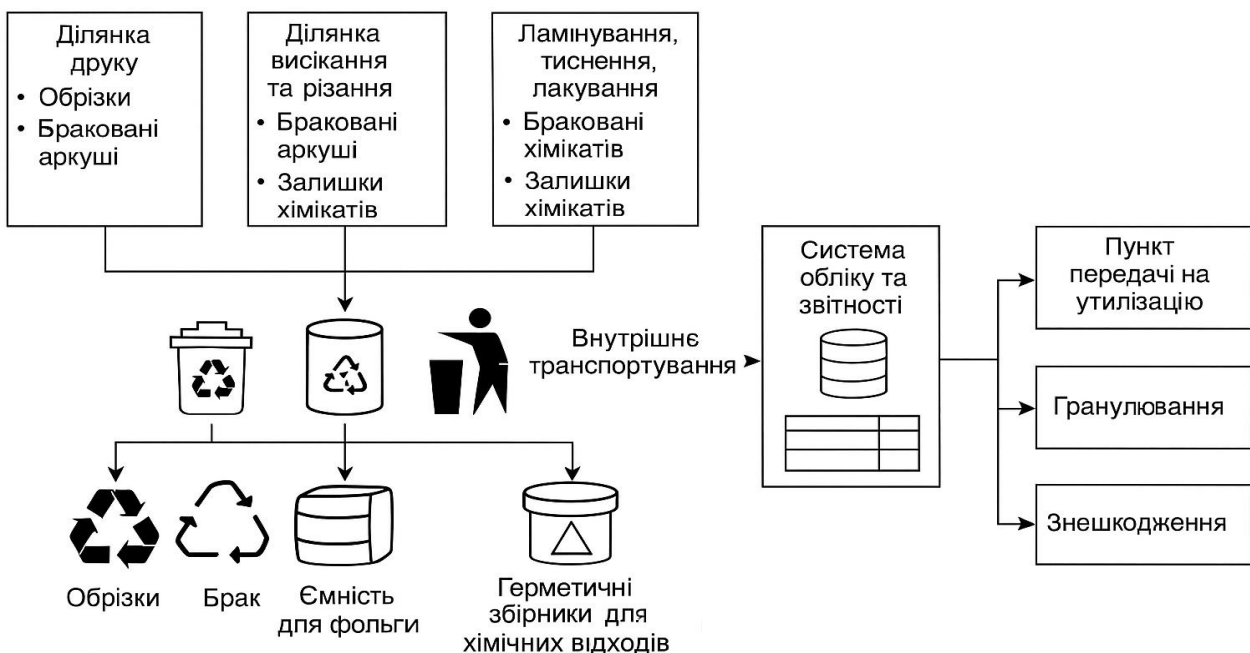 Ділянка
друку
• Обрізки
• Браковані
аркуші
Ділянка
висікання
та різання
• Браковані
аркуші
• Залишки
хімікатів
Ламінування,
тиснення,
лакування
• Браковані
хімікатів
• Залишки
хімікатів
Внутрішнє
транспортування
Система
обліку та
звітності
Пункт
передачі на
утилізацію
Гранулювання
Знешкодження
Обрізки
Брак
Ємність
для фольги
Герметичні
збірники для
хімічних відходів